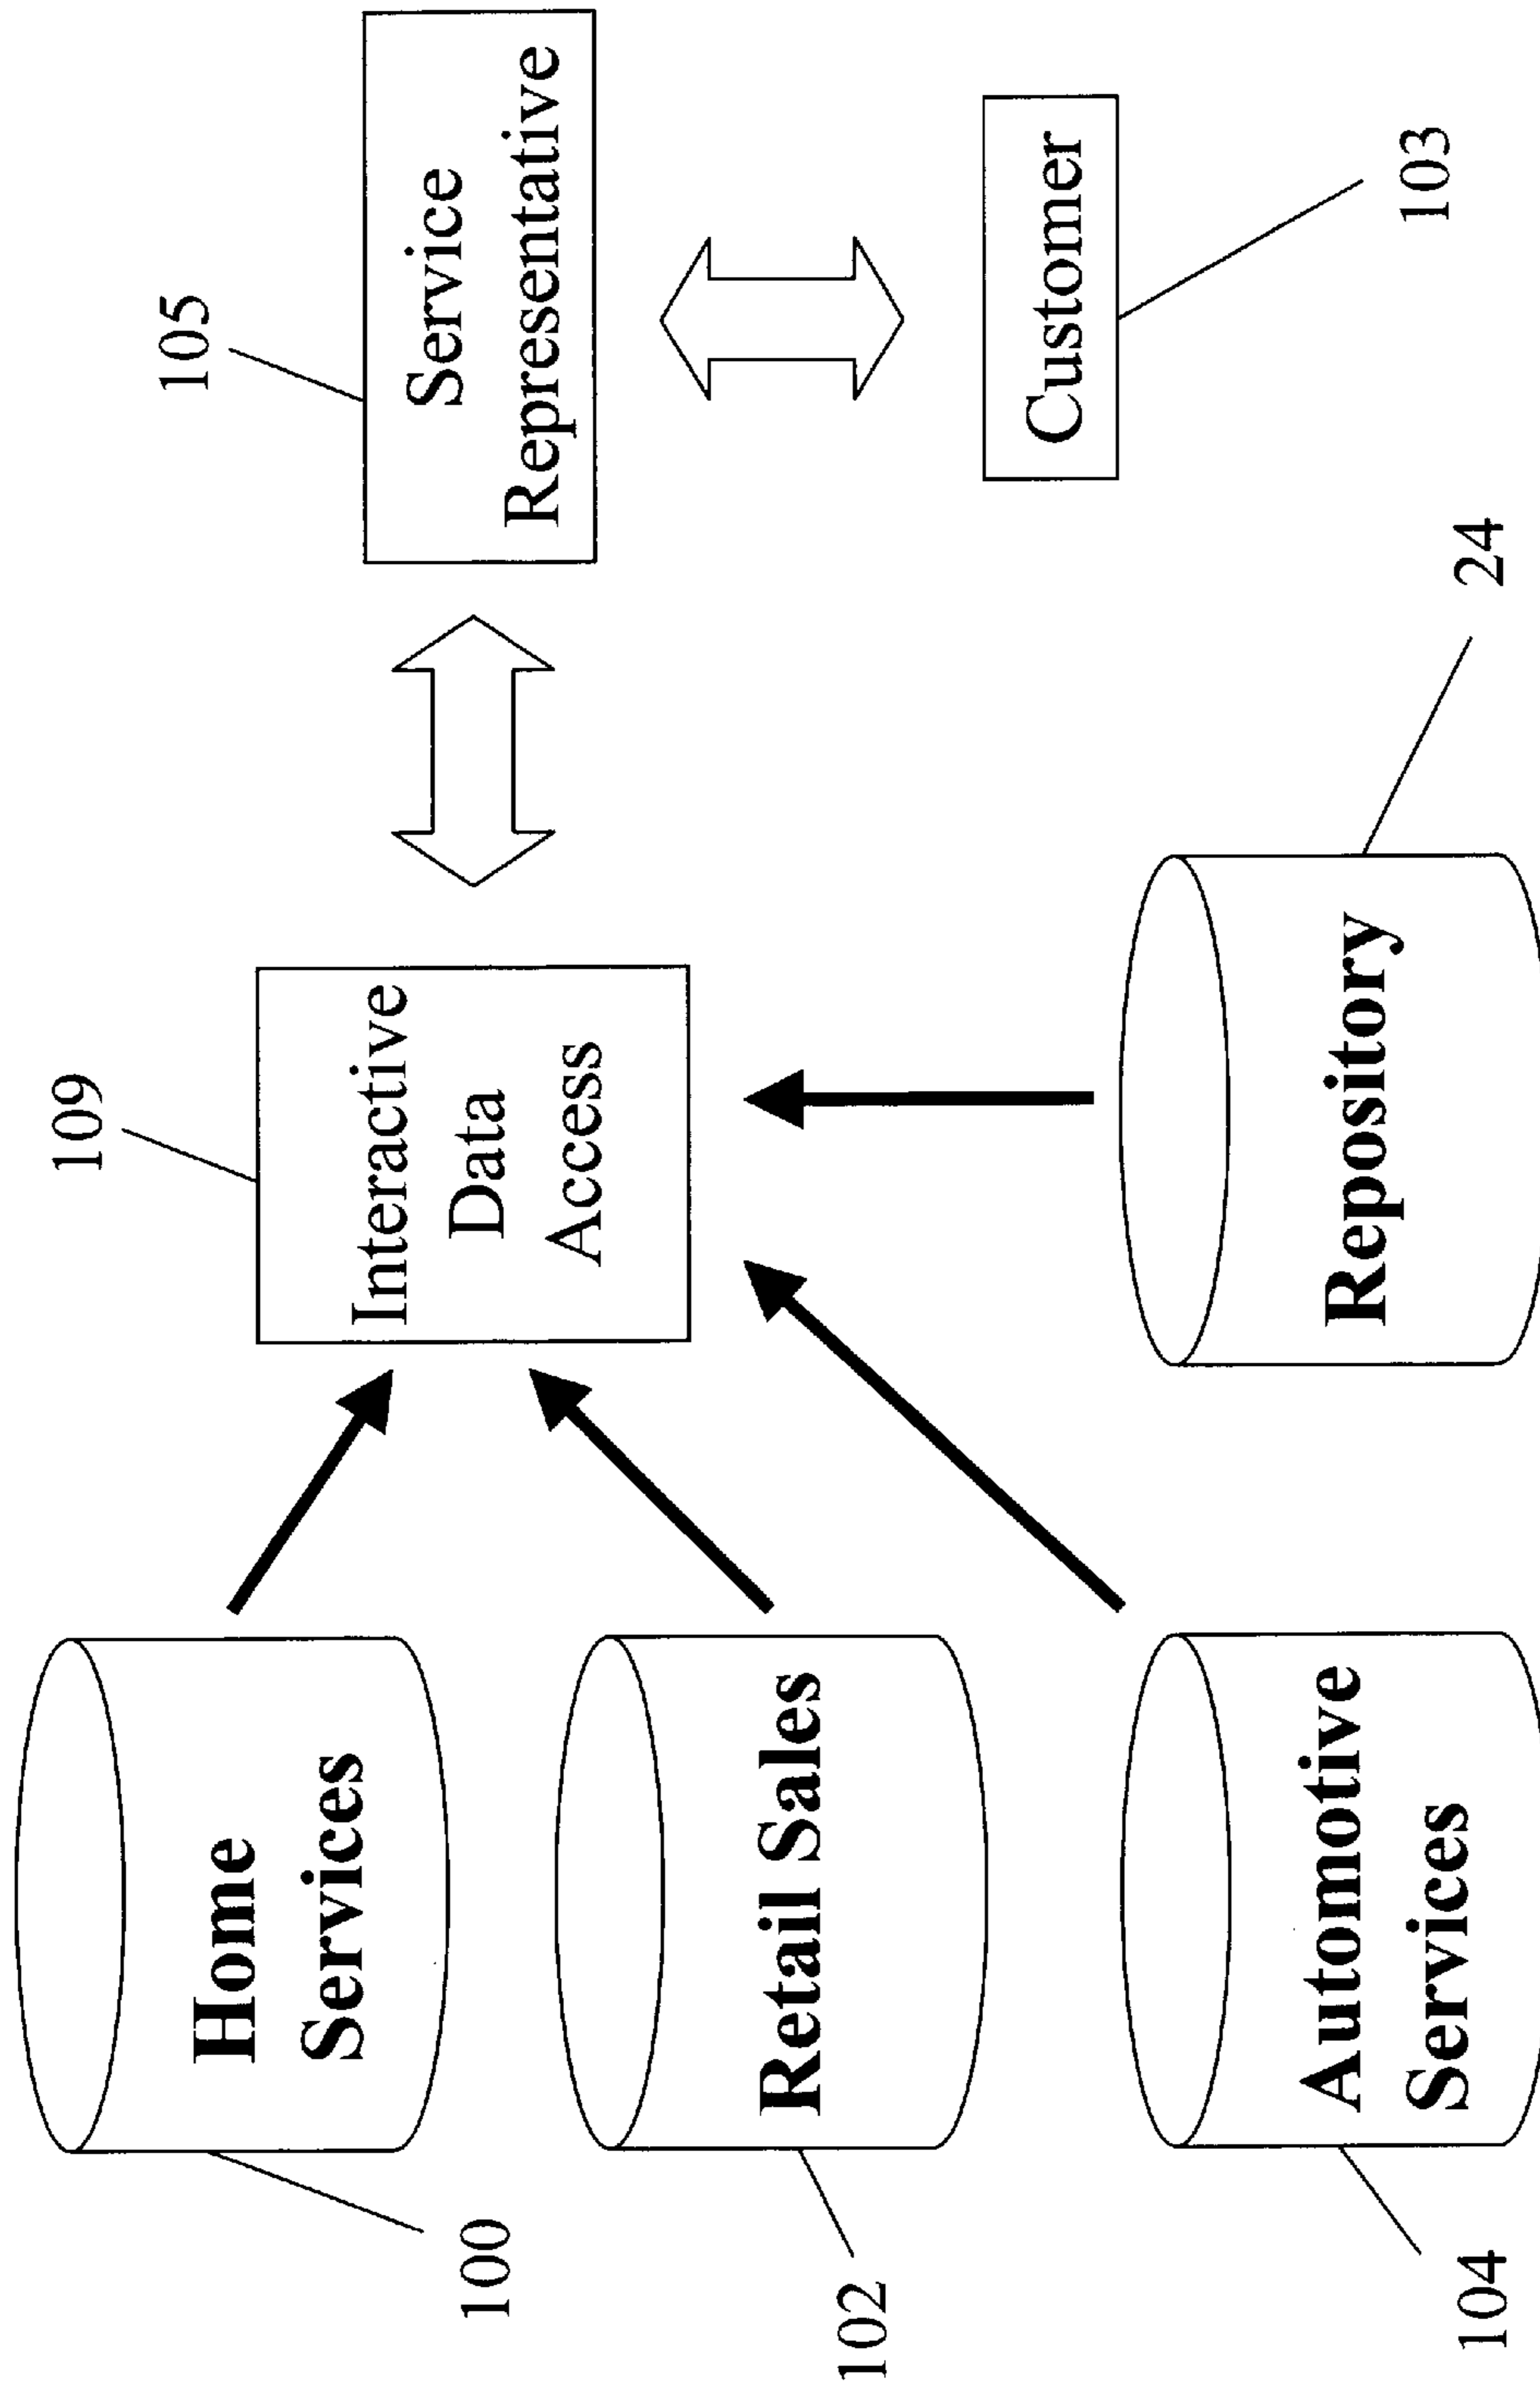 109
105
Home
Services
Interactive
Data
Access
Service
Representative
100
Retail Sales
102
Customer
103
Automotive
Services
104
Repository
24